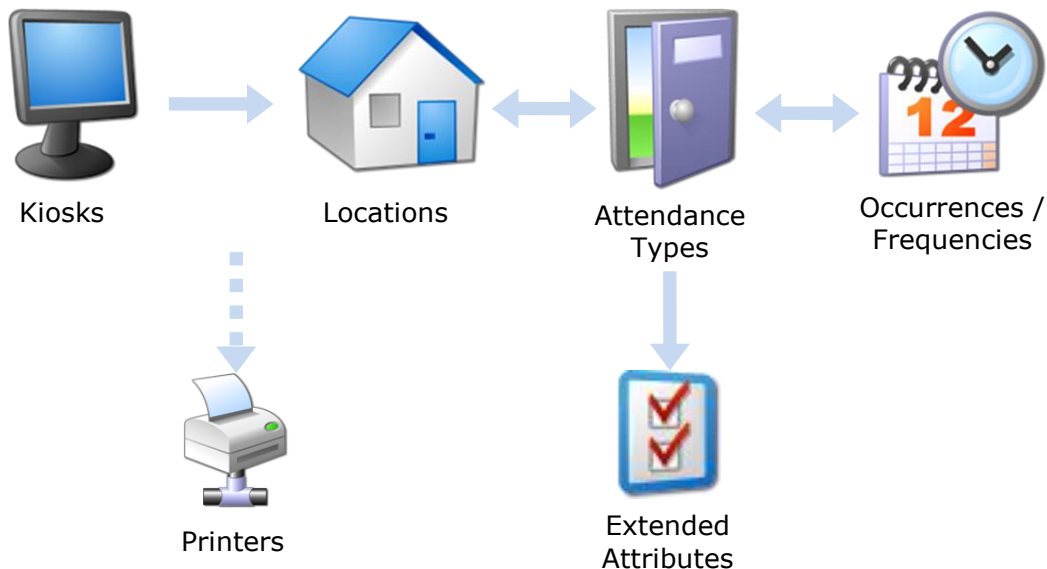 12
Kiosks
Locations
Attendance
Types
Occurrences /
Frequencies
Printers
Extended
Attributes